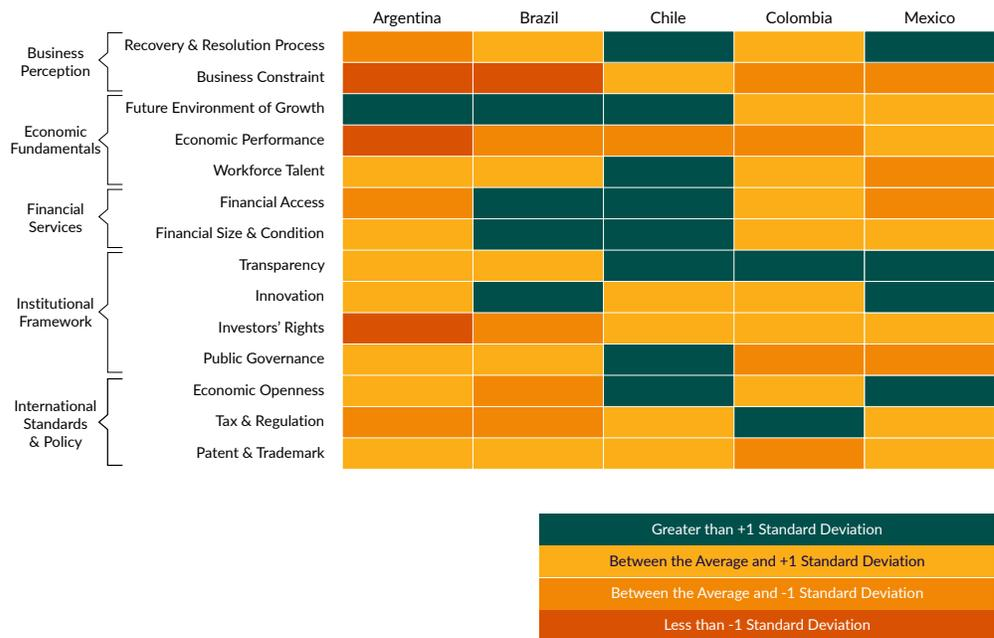 Argentina Brazil Chile Colombia Mexico
Business
Perception
Recovery & Resolution Process
Business Constraint
Economic
Fundamentals
Future Environment of Growth
Economic Performance
Workforce Talent
Financial
Services
Financial Access
Financial Size & Condition
Institutional
Framework
Transparency
Innovation
Investors’ Rights
Public Governance
International
Standards
& Policy
Economic Openness
Tax & Regulation
Patent & Trademark
Greater than +1 Standard Deviation
Between the Average and +1 Standard Deviation
Between the Average and -1 Standard Deviation
Less than -1 Standard Deviation